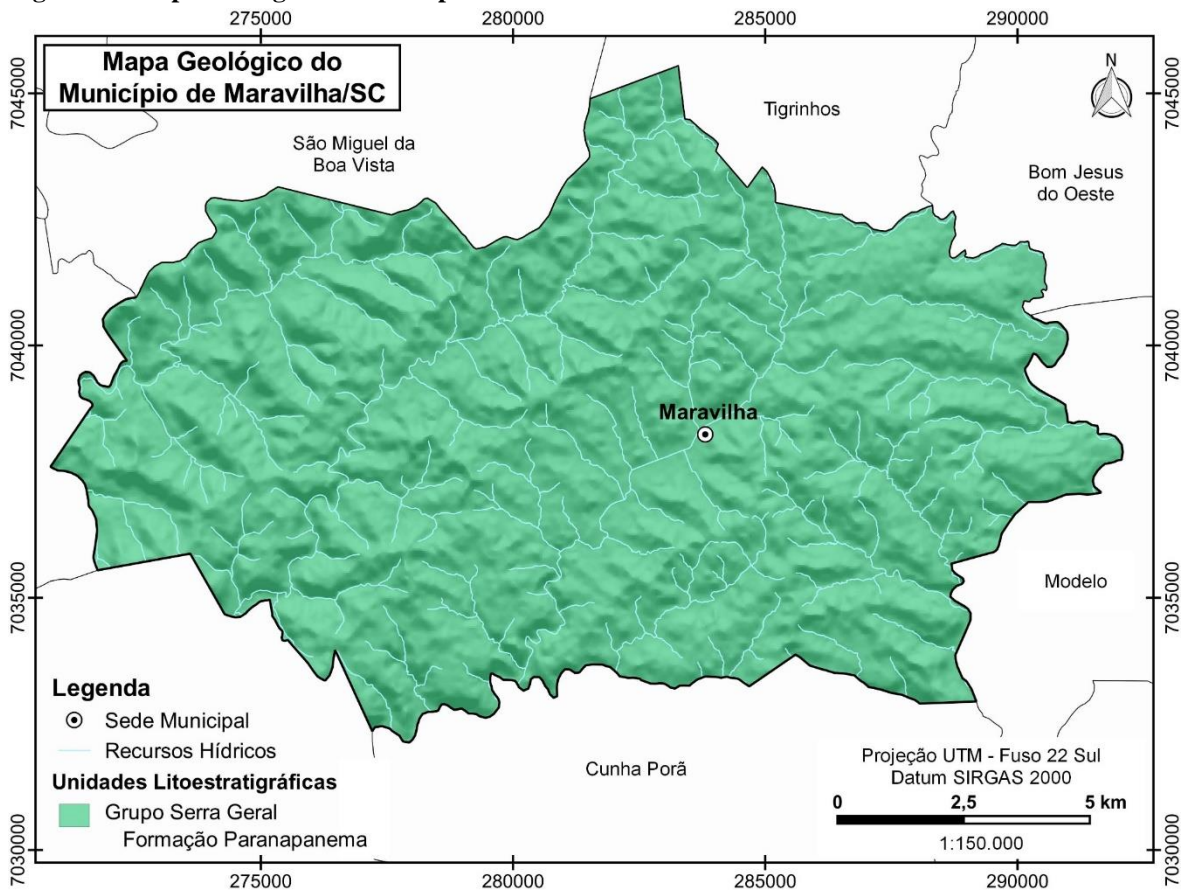 275000
280000
285000
290000
Mapa Geológico do
Município de Maravilha/SC
N
7045000
7045000
Tigrinhos
São Miguel da
Boa Vista
Bom Jesus
do Oeste
7040000
7040000
Maravilha
Modelo
7035000
7035000
Legenda
Sede Municipal
Recursos Hídricos
Unidades Litoestratigráficas
Grupo Serra Geral
Formação Paranapanema
Cunha Porã
Projeção UTM - Fuso 22 Sul
Datum SIRGAS 2000
0 2,5 5 km
1:150.000
7030000
7030000
275000
280000
285000
290000